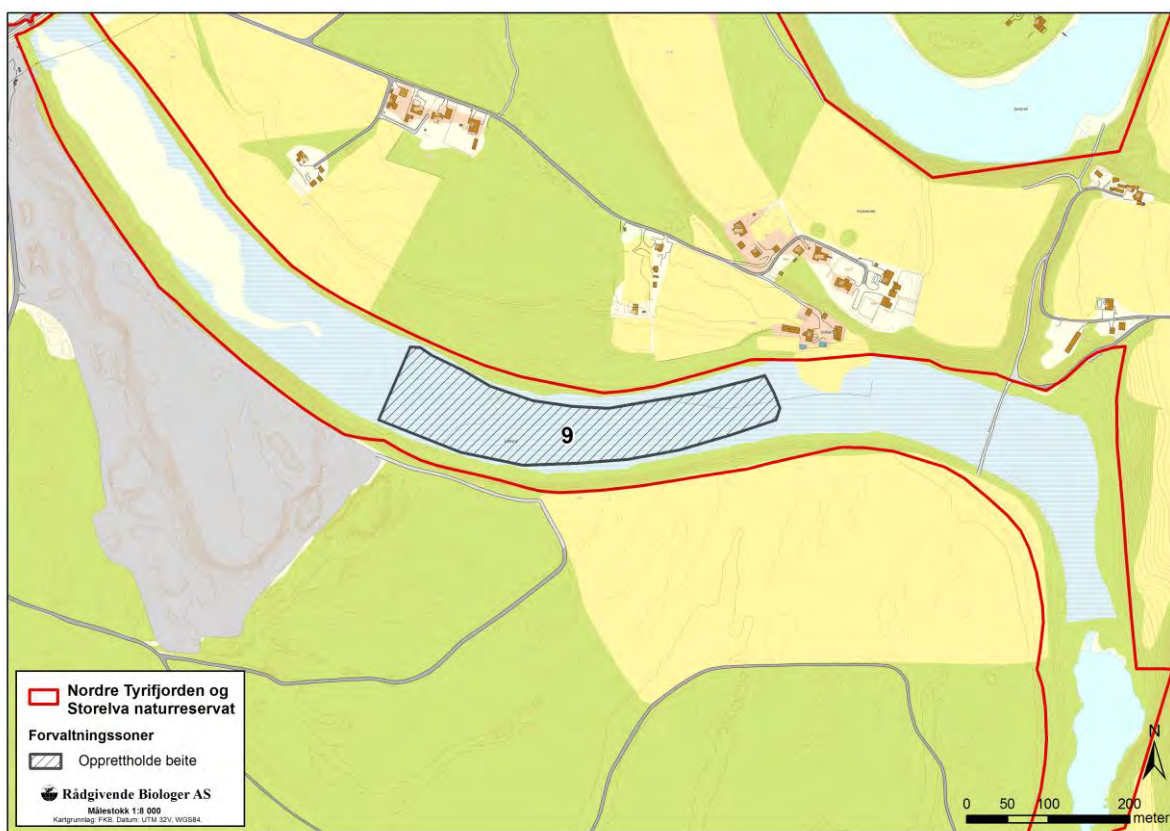 9
Nordre Tyrifjorden og
Storelva naturreservat
Forvaltningssoner
Opprettholde beite
Rådgivende Biologer AS
Målestokk 1:8 000
Kartgrunnlag: FKB. Datum: UTM 32V, WGS84.
N
0 50 100 200
meter